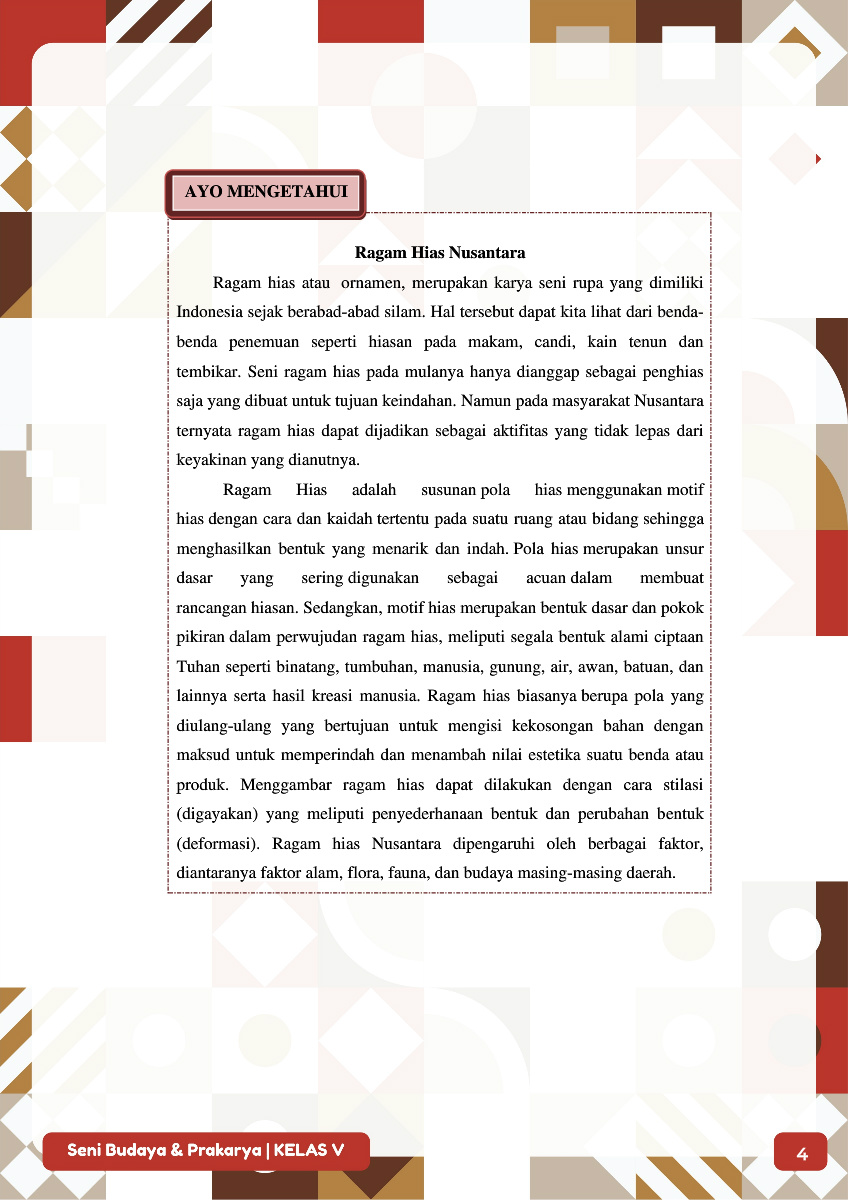 AYO MENGETAHUI
Ragam Hias Nusantara
Ragam hias atau ornamen, merupakan karya seni rupa yang dimiliki
Indonesia sejak berabad-abad silam. Hal tersebut dapat kita lihat dari benda-
benda penemuan seperti hiasan pada makam, candi, kain tenun dan
tembikar. Seni ragam hias pada mulanya hanya dianggap sebagai penghias
saja yang dibuat untuk tujuan keindahan. Namun pada masyarakat Nusantara
ternyata ragam hias dapat dijadikan sebagai aktifitas yang tidak lepas dari
keyakinan yang dianutnya.
Ragam Hias adalah susunan pola hias menggunakan motif
hias dengan cara dan kaidah tertentu pada suatu ruang atau bidang sehingga
menghasilkan bentuk yang menarik dan indah. Pola hias merupakan unsur
dasar yang sering digunakan sebagai acuan dalam membuat
rancangan hiasan. Sedangkan, motif hias merupakan bentuk dasar dan pokok
pikiran dalam perwujudan ragam hias, meliputi segala bentuk alami ciptaan
Tuhan seperti binatang, tumbuhan, manusia, gunung, air, awan, batuan, dan
lainnya serta hasil kreasi manusia. Ragam hias biasanya berupa pola yang
diulang-ulang yang bertujuan untuk mengisi kekosongan bahan dengan
maksud untuk memperindah dan menambah nilai estetika suatu benda atau
produk. Menggambar ragam hias dapat dilakukan dengan cara stilasi
(digayakan) yang meliputi penyederhanaan bentuk dan perubahan bentuk
(deformasi). Ragam hias Nusantara dipengaruhi oleh berbagai faktor,
diantaranya faktor alam, flora, fauna, dan budaya masing-masing daerah.
Seni Budaya & Prakarya | KELAS V
4